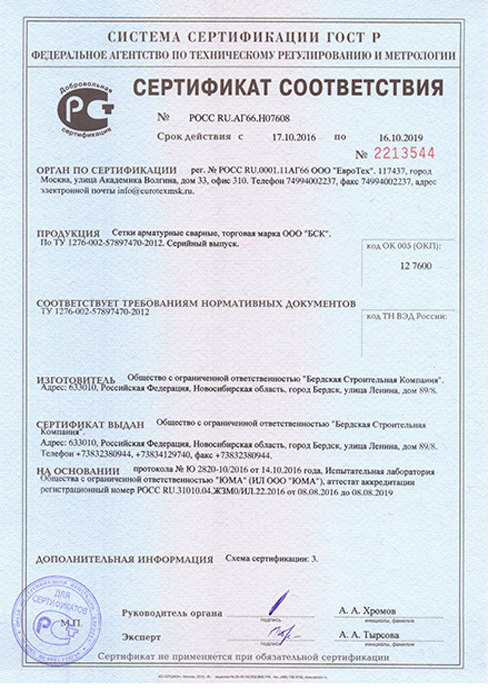 СИСТЕМА СЕРТИФИКАЦИИ ГОСТ Р
ФЕДЕРАЛЬНОЕ АГЕНТСТВО ПО ТЕХНИЧЕСКОМУ РЕГУЛИРОВАНИЮ И МЕТРОЛОГИИ
Добровольная
сертификация
СЕРТИФИКАТ СООТВЕТСТВИЯ
№ РОСС RU.АГ66.Н07608
Срок действия с 17.10.2016 по 16.10.2019
№ 2213544
ОРГАН ПО СЕРТИФИКАЦИИ рег. № РОСС RU.0001.11АГ66 ООО "ЕвроТех". 117437, город
Москва, улица Академика Волгина, дом 33, офис 310. Телефон 74994002237, факс 74994002237, адрес
электронной почты info@eurotexmsk.ru.
ПРОДУКЦИЯ Сетки арматурные сварные, торговая марка ООО "БСК".
По ТУ 1276-002-57897470-2012. Серийный выпуск.
код ОК 005 (ОКП):
12 7600
СООТВЕТСТВУЕТ ТРЕБОВАНИЯМ НОРМАТИВНЫХ ДОКУМЕНТОВ
ТУ 1276-002-57897470-2012
код ТН ВЭД России:
ИЗГОТОВИТЕЛЬ Общество с ограниченной ответственностью "Бердская Строительная Компания".
Адрес: 633010, Российская Федерация, Новосибирская область, город Бердск, улица Ленина, дом 89/8.
СЕРТИФИКАТ ВЫДАН Общество с ограниченной ответственностью "Бердская Строительная
Компания".
Адрес: 633010, Российская Федерация, Новосибирская область, город Бердск, улица Ленина, дом 89/8.
Телефон +73832380944, +73834129740, факс +73832380944.
НА ОСНОВАНИИ протокола № Ю 2820-10/2016 от 14.10.2016 года, Испытательная лаборатория
Общества с ограниченной ответственностью "ЮМА" (ИЛ ООО "ЮМА"), аттестат аккредитации
регистрационный номер РОСС RU.31010.04.ЖЗМ0/ИЛ.22.2016 от 08.08.2016 до 08.08.2019
ДОПОЛНИТЕЛЬНАЯ ИНФОРМАЦИЯ Схема сертификации: 3.
ДЛЯ
СЕРТИФИКАТОВ
М.П.
Руководитель органа
подпись
А. А. Хромов
инициалы, фамилия
Эксперт
подпись
А. А. Тырсова
инициалы, фамилия
Сертификат не применяется при обязательной сертификации